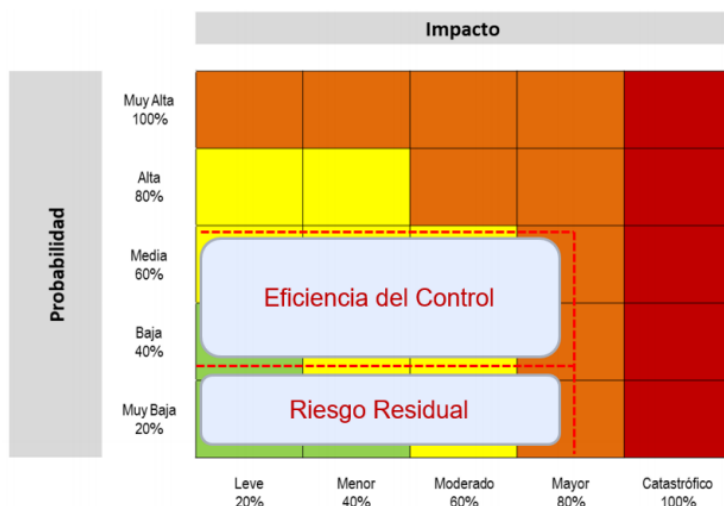 Impacto
Probabilidad
Muy Alta
100%
Alta
80%
Media
60%
Baja
40%
Muy Baja
20%
Eficiencia del Control
Riesgo Residual
Leve
20%
Menor
40%
Moderado
60%
Mayor
80%
Catastrófico
100%